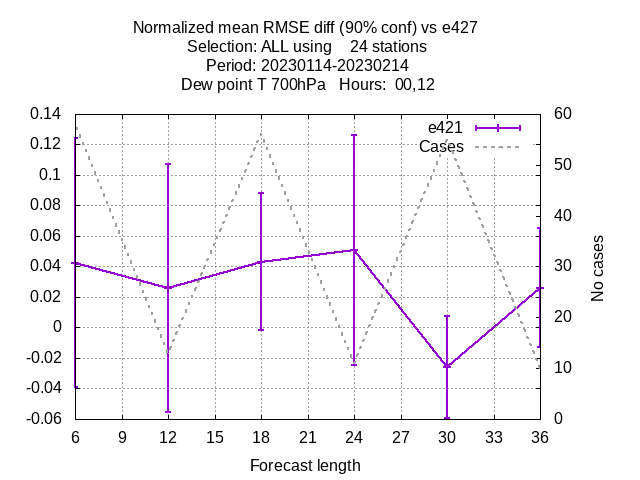 Normalized mean RMSE diff (90% conf) vs e427
Selection: ALL using 24 stations
Period: 20230114-20230214
Dew point T 700hPa Hours: 00,12
0.14
0.12
0.1
0.08
0.06
0.04
0.02
0
-0.02
-0.04
-0.06
e421
Cases
60
50
40
30
20
10
0
No cases
6 9 12 15 18 21 24 27 30 33 36
Forecast length